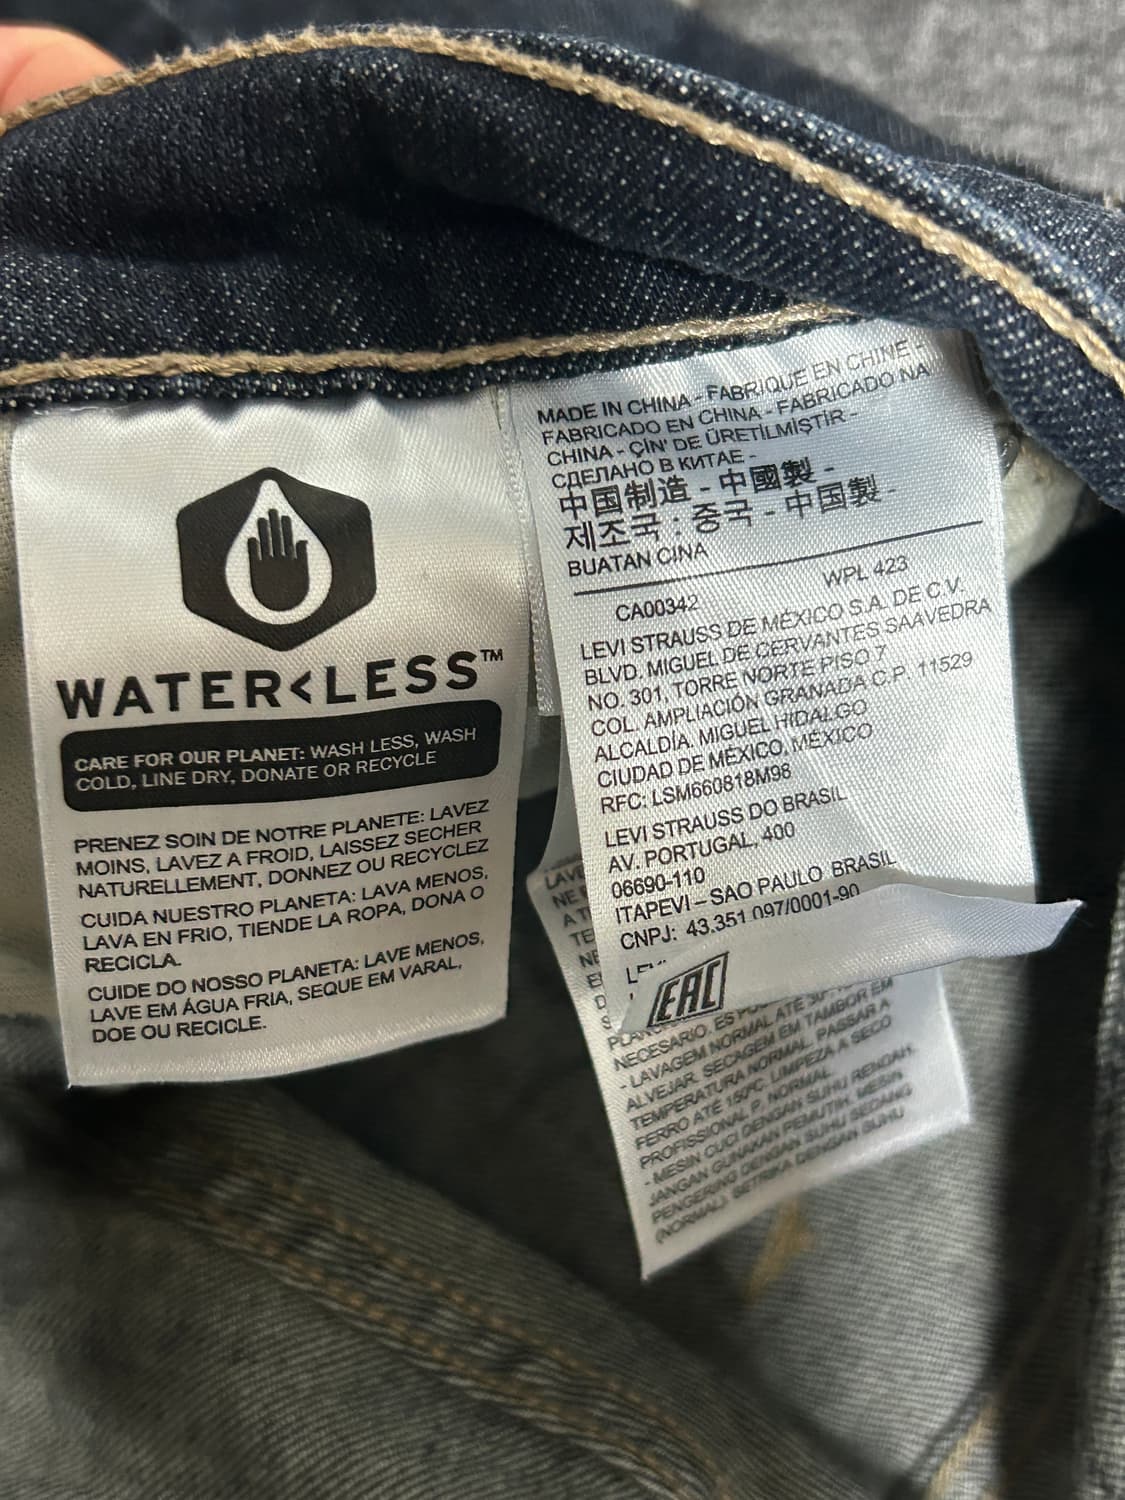 WATER<LESS™
CARE FOR OUR PLANET: WASH LESS, WASH
COLD, LINE DRY, DONATE OR RECYCLE
PRENEZ SOIN DE NOTRE PLANETE: LAVEZ
MOINS, LAVEZ A FROID, LAISSEZ SECHER
NATURELLEMENT, DONNEZ OU RECYCLEZ
CUIDA NUESTRO PLANETA: LAVA MENOS,
LAVA EN FRIO, TIENDE LA ROPA, DONA O
RECICLA.
CUIDE DO NOSSO PLANETA: LAVE MENOS,
LAVE EM ÁGUA FRIA, SEQUE EM VARAL,
DOE OU RECICLE.
MADE IN CHINA - FABRIQUE EN CHINE -
FABRICADO EN CHINA - FABRICADO NA
CHINA - ÇİN' DE ÜRETİLMİŞTİR -
СДЕЛАНО В КИТАЕ -
中国制造 - 中國製 -
제조국 : 중국 - 中国製 -
BUATAN CINA
CA00342 WPL 423
LEVI STRAUSS DE MÉXICO S.A. DE C.V.
BLVD. MIGUEL DE CERVANTES SAAVEDRA
NO. 301, TORRE NORTE PISO 7
COL. AMPLIACIÓN GRANADA C.P. 11529
ALCALDÍA. MIGUEL HIDALGO
CIUDAD DE MÉXICO, MÉXICO
RFC: LSM660818M98
LEVI STRAUSS DO BRASIL
AV. PORTUGAL, 400
06690-110
ITAPEVI – SAO PAULO BRASIL
CNPJ: 43.351.097/0001-90
EAC
NECESARIO.
- LAVAGEM NORMAL ATÉ
ALVEJAR. SECAGEM EM TAMBOR EM
TEMPERATURA NORMAL. PASSAR A
FERRO ATÉ 150ºC. LIMPEZA A SECO
PROFISSIONAL P. NORMAL.
- MESIN CUCI DENGAN SUHU RENDAH.
JANGAN GUNAKAN PEMUTIH. MESIN
PENGERING DENGAN SUHU SEDANG
(NORMAL). SETRIKA DENGAN SUHU